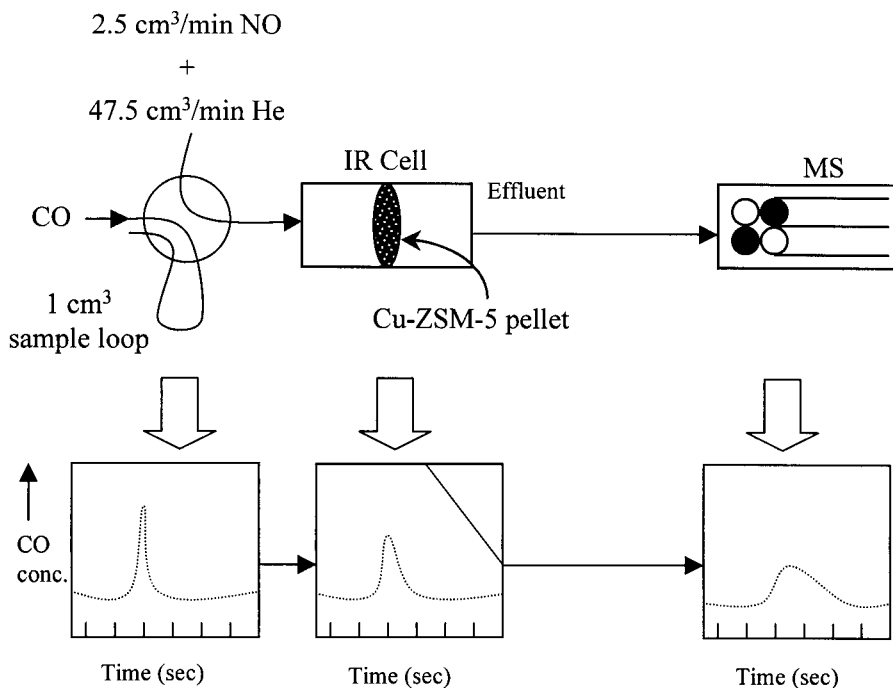 2.5 cm³/min NO
+
47.5 cm³/min He
IR Cell
MS
Effluent
CO
1 cm³
sample loop
Cu-ZSM-5 pellet
CO
conc.
Time (sec)
Time (sec)
Time (sec)